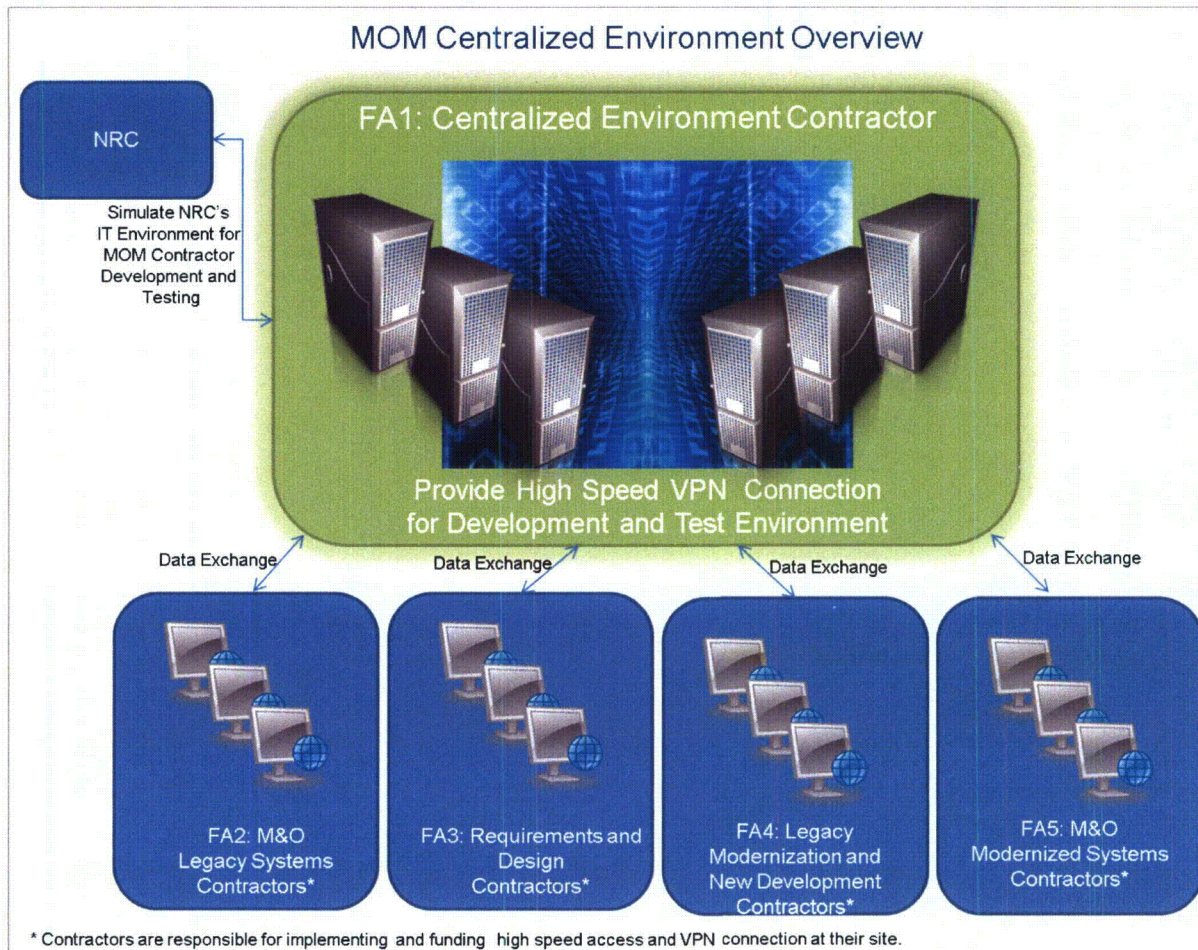 MOM Centralized Environment Overview
NRC
Simulate NRC's
IT Environment for
MOM Contractor
Development and
Testing
FA1: Centralized Environment Contractor
Provide High Speed VPN Connection
for Development and Test Environment
Data Exchange
Data Exchange
Data Exchange
Data Exchange
FA2: M&O
Legacy Systems
Contractors*
FA3: Requirements and
Design
Contractors*
FA4: Legacy
Modernization and
New Development
Contractors*
FA5: M&O
Modernized Systems
Contractors*
* Contractors are responsible for implementing and funding high speed access and VPN connection at their site.